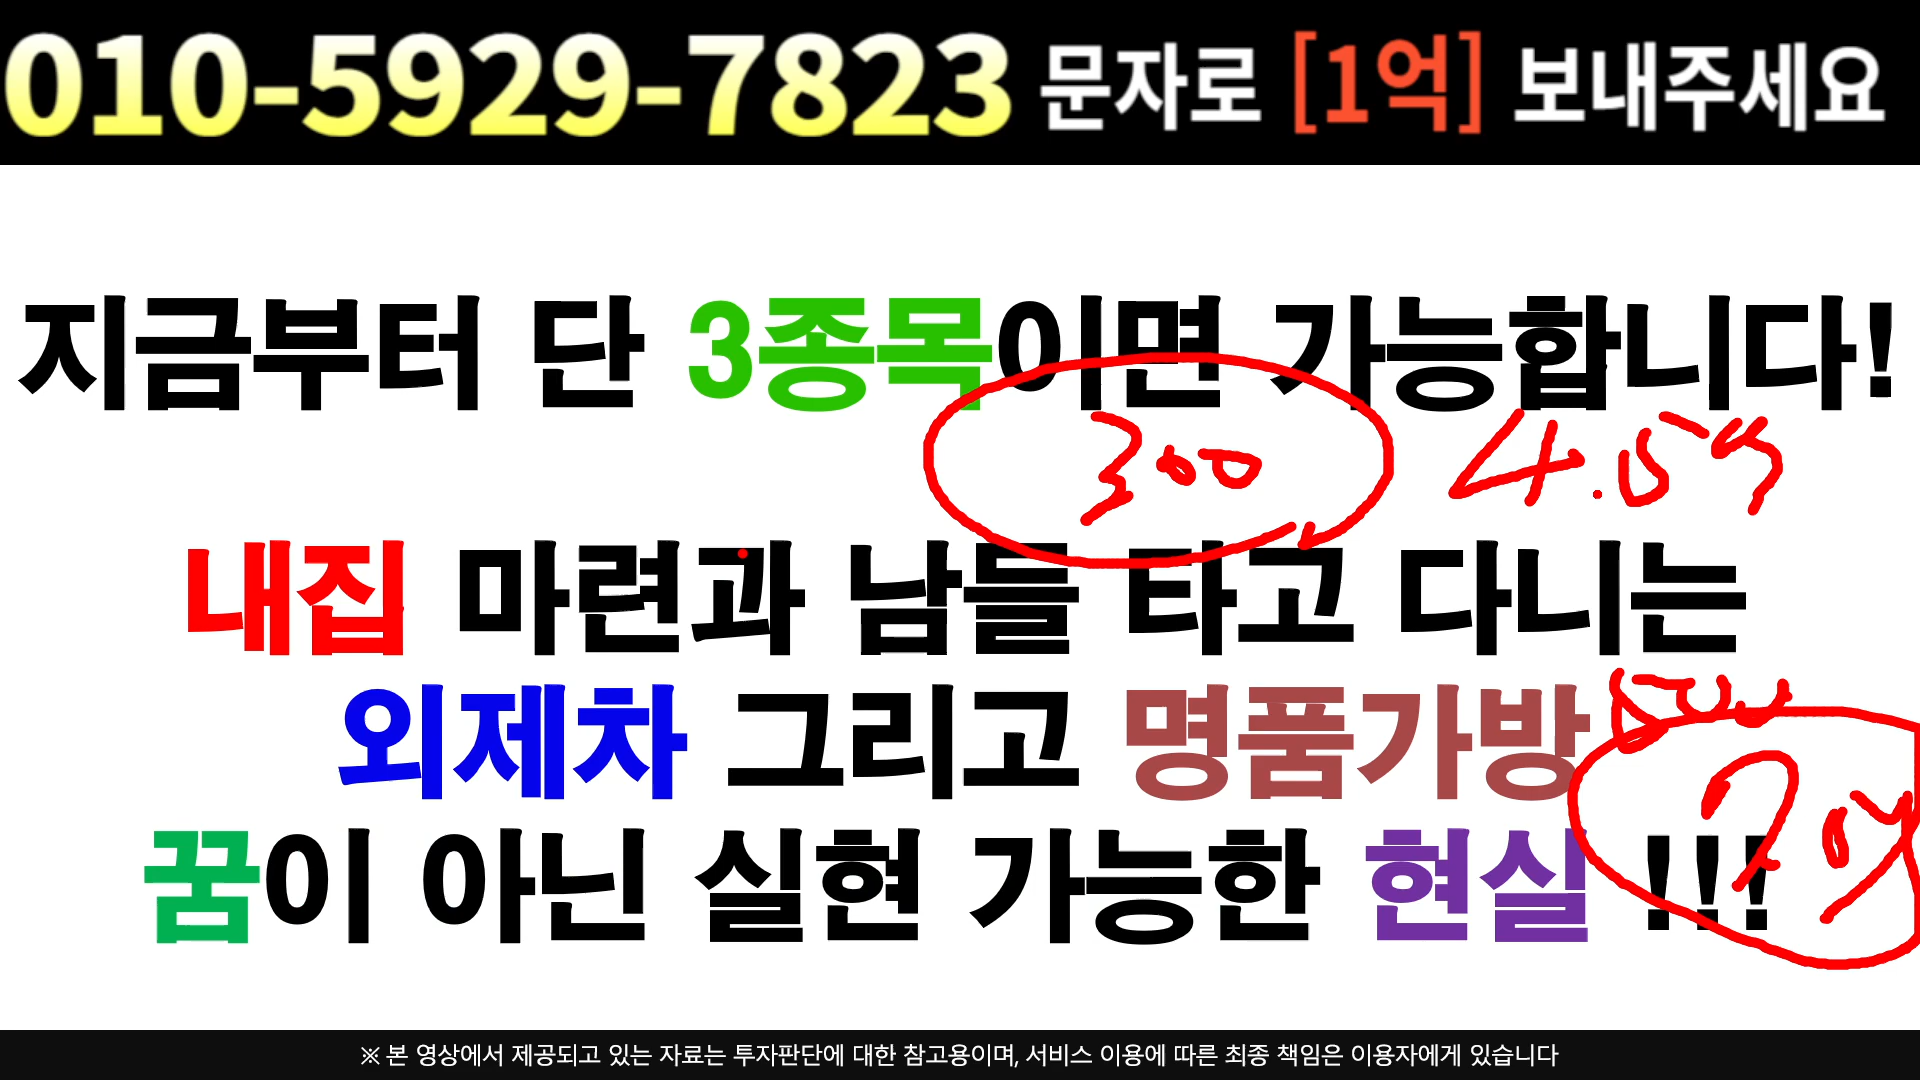 010-5929-7823 문자로 [1억] 보내주세요
지금부터 단 3종목이면 가능합니다!
300
4.5억
내집 마련과 남들 타고 다니는
외제차 그리고 명품가방
500
꿈이 아닌 실현 가능한 현실 !!!
※ 본 영상에서 제공되고 있는 자료는 투자판단에 대한 참고용이며, 서비스 이용에 따른 최종 책임은 이용자에게 있습니다